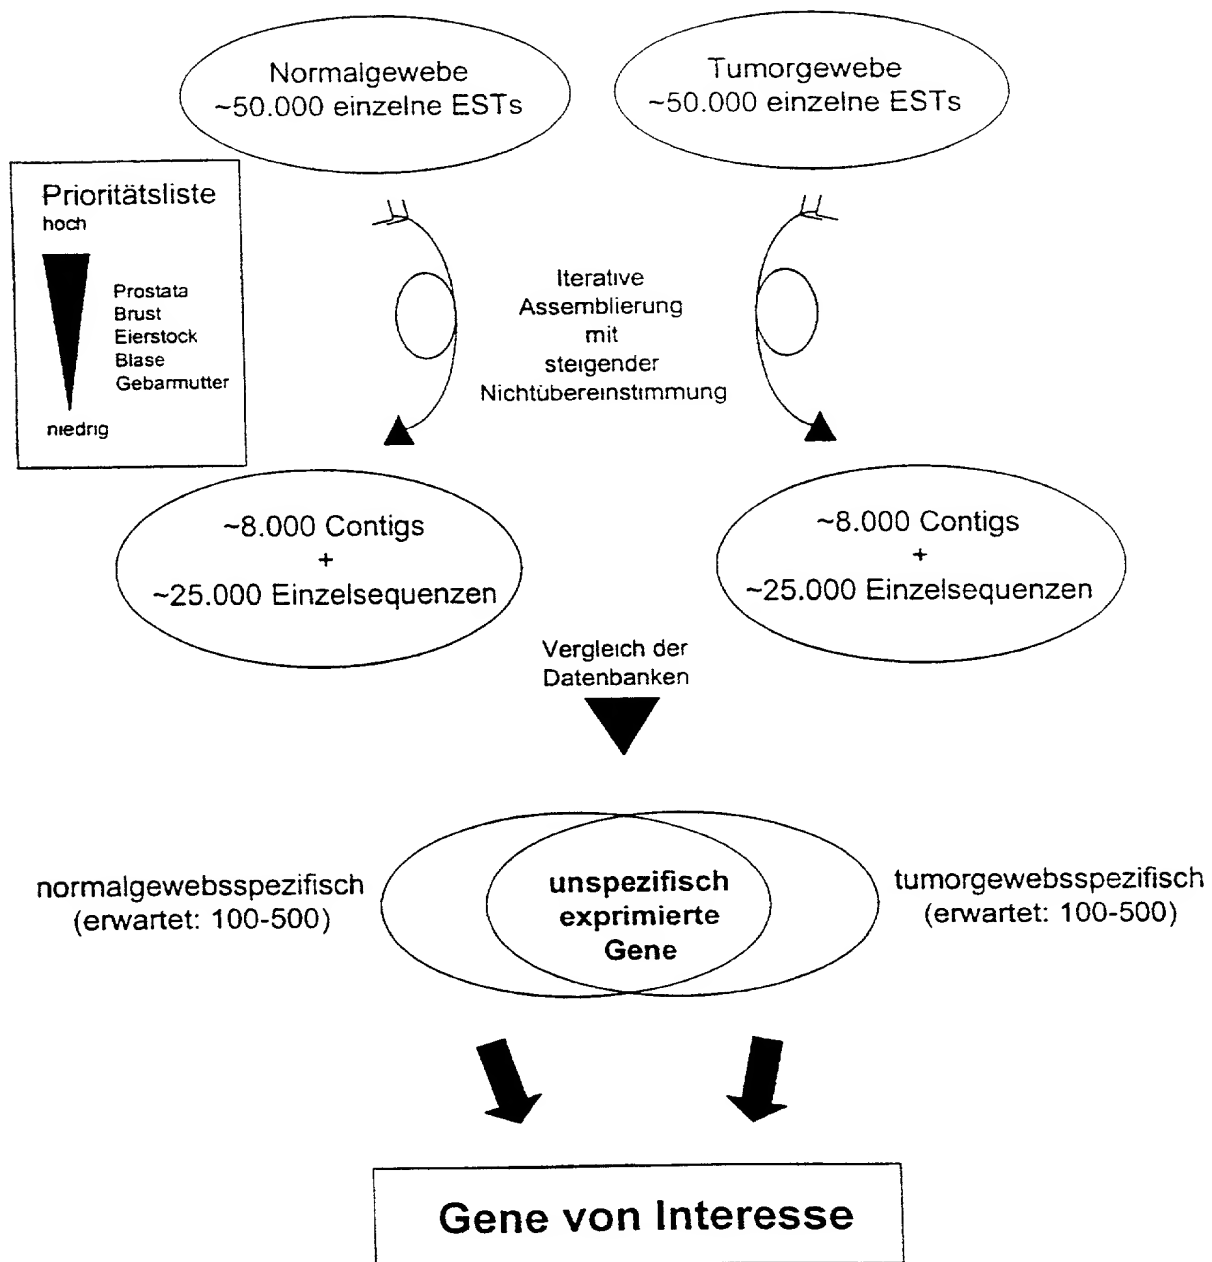 Normalgewebe
~50.000 einzelne ESTs
Tumorgewebe
~50.000 einzelne ESTs
Prioritätsliste
hoch
Prostata
Brust
Eierstock
Blase
Gebarmutter
niedrig
Iterative
Assemblierung
mit
steigender
Nichtübereinstimmung
~8.000 Contigs
+
~25.000 Einzelsequenzen
~8.000 Contigs
+
~25.000 Einzelsequenzen
Vergleich der
Datenbanken
normalgewebsspezifisch
(erwartet: 100-500)
unspezifisch
exprimierte
Gene
tumorgewebsspezifisch
(erwartet: 100-500)
Gene von Interesse